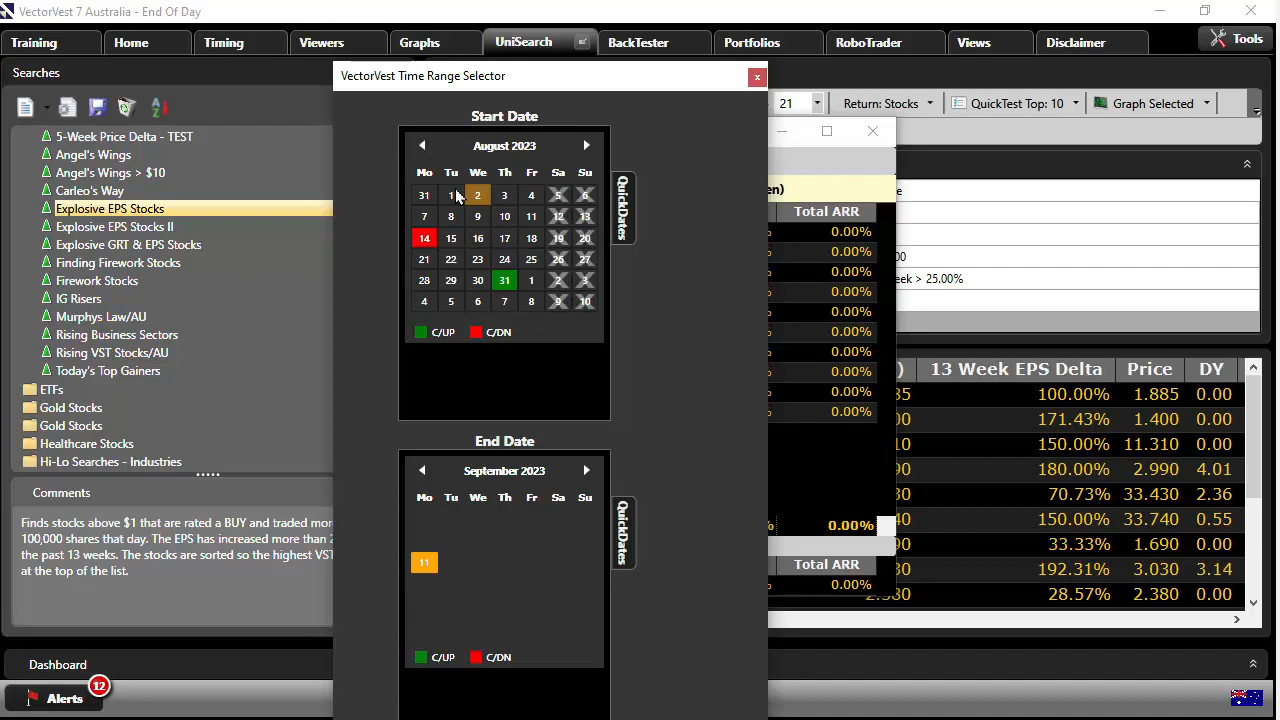 VectorVest 7 Australia - End Of Day
Training
Home
Timing
Viewers
Graphs
UniSearch
BackTester
Portfolios
RoboTrader
Views
Disclaimer
Tools
Searches
VectorVest Time Range Selector
x
21
Return: Stocks
QuickTest Top: 10
Graph Selected
5-Week Price Delta - TEST
Angel's Wings
Angel's Wings > $10
Carleo's Way
Explosive EPS Stocks
Explosive EPS Stocks II
Explosive GRT & EPS Stocks
Finding Firework Stocks
Firework Stocks
IG Risers
Murphys Law/AU
Rising Business Sectors
Rising VST Stocks/AU
Today's Top Gainers
ETFs
Gold Stocks
Gold Stocks
Healthcare Stocks
Hi-Lo Searches - Industries
Comments
Finds stocks above $1 that are rated a BUY and traded mor
100,000 shares that day. The EPS has increased more than 2
the past 13 weeks. The stocks are sorted so the highest VST
at the top of the list.
Start Date
August 2023
Mo Tu We Th Fr Sa Su
31 1 2 3 4 5 6
7 8 9 10 11 12 13
14 15 16 17 18 19 20
21 22 23 24 25 26 27
28 29 30 31 1 2 3
4 5 6 7 8 9 10
C/UP C/DN
QuickDates
End Date
September 2023
Mo Tu We Th Fr Sa Su
11
C/UP C/DN
QuickDates
en)
Total ARR
0.00%
0.00%
0.00%
0.00%
0.00%
0.00%
0.00%
0.00%
0.00%
0.00%
% 0.00%
Total ARR
0.00%
e
00
eek > 25.00%
) 13 Week EPS Delta Price DY
35 100.00% 1.885 0.00
00 171.43% 1.400 0.00
10 150.00% 11.310 0.00
90 180.00% 2.990 4.01
30 70.73% 33.430 2.36
40 150.00% 33.740 0.55
90 33.33% 1.690 0.00
30 192.31% 3.030 3.14
2.380 28.57% 2.380 0.00
Dashboard
Alerts
12